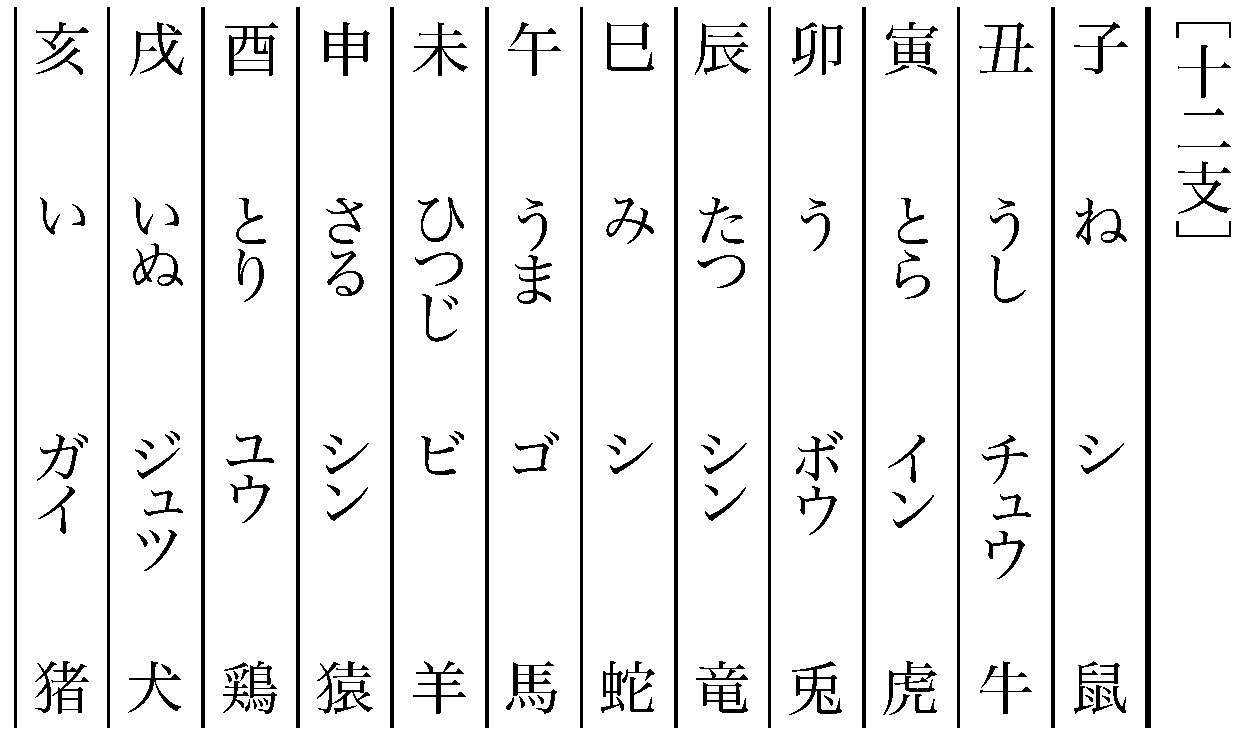 ［十二支］
子 ね シ 鼠
丑 うし チュウ 牛
寅 とら イン 虎
卯 う ボウ 兎
辰 たつ シン 竜
巳 み シ 蛇
午 うま ゴ 馬
未 ひつじ ビ 羊
申 さる シン 猿
酉 とり ユウ 鶏
戌 いぬ ジュツ 犬
亥 い ガイ 猪